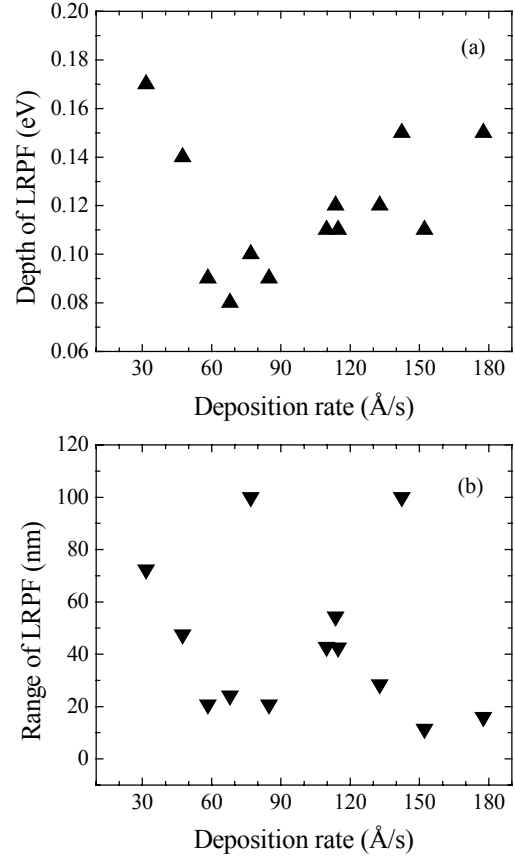 (a)
Depth of LRPF (eV)
0.20
0.18
0.16
0.14
0.12
0.10
0.08
0.06
30 60 90 120 150 180
Deposition rate (Å/s)
(b)
Range of LRPF (nm)
120
100
80
60
40
20
0
30 60 90 120 150 180
Deposition rate (Å/s)